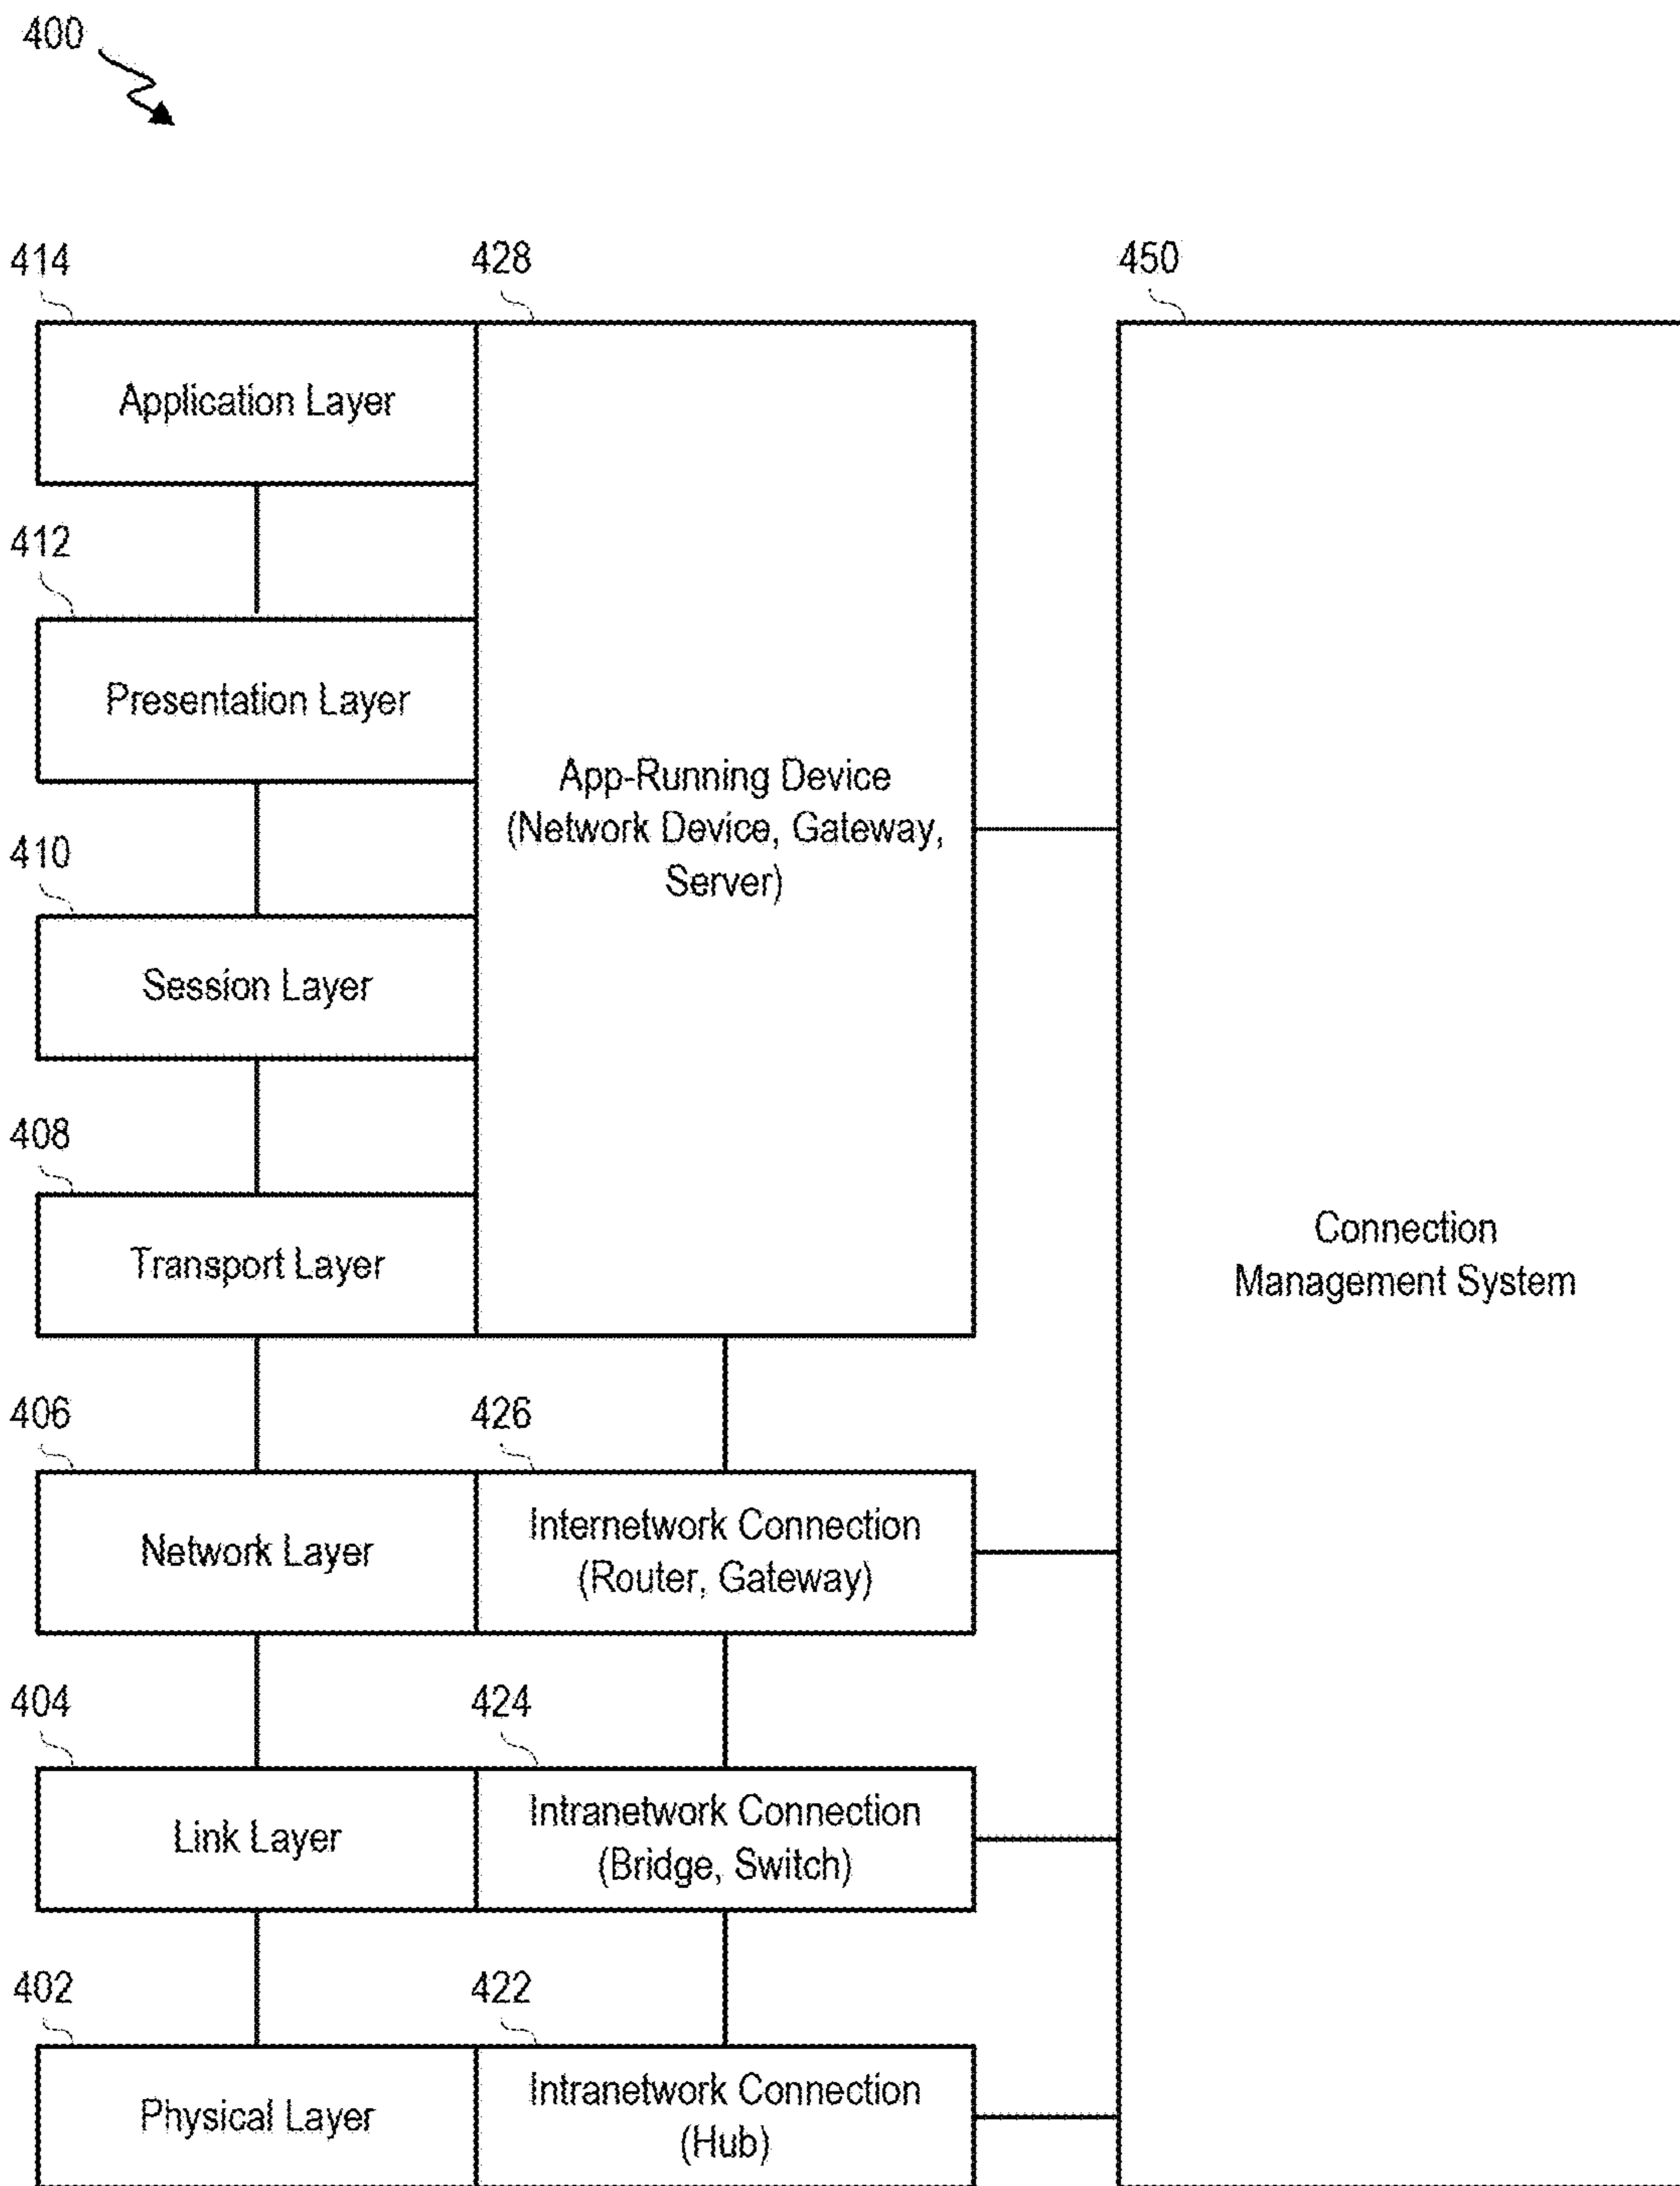 400
414
428
450
Application Layer
412
Presentation Layer
App-Running Device
(Network Device, Gateway,
Server)
410
Session Layer
408
Transport Layer
Connection
Management System
406
426
Network Layer
Internetwork Connection
(Router, Gateway)
404
424
Link Layer
Intranetwork Connection
(Bridge, Switch)
402
422
Physical Layer
Intranetwork Connection
(Hub)